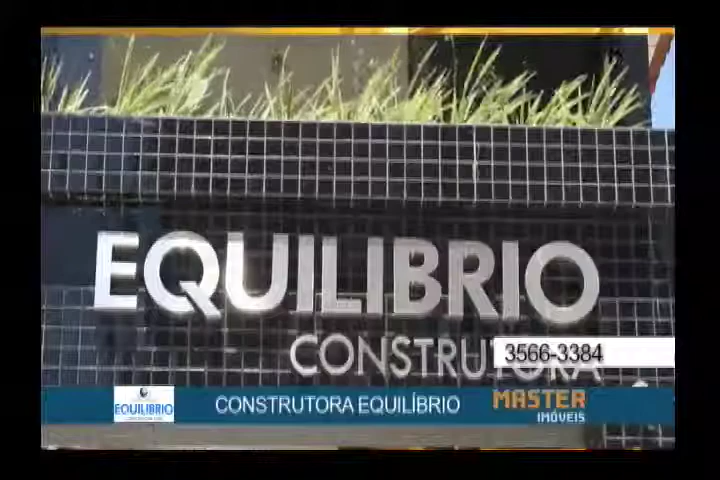 EQUILIBRIO
CONSTRUTORA
3566-3384
EQUILIBRIO
CONSTRUTORA EQUILÍBRIO
MASTER
IMÓVEIS